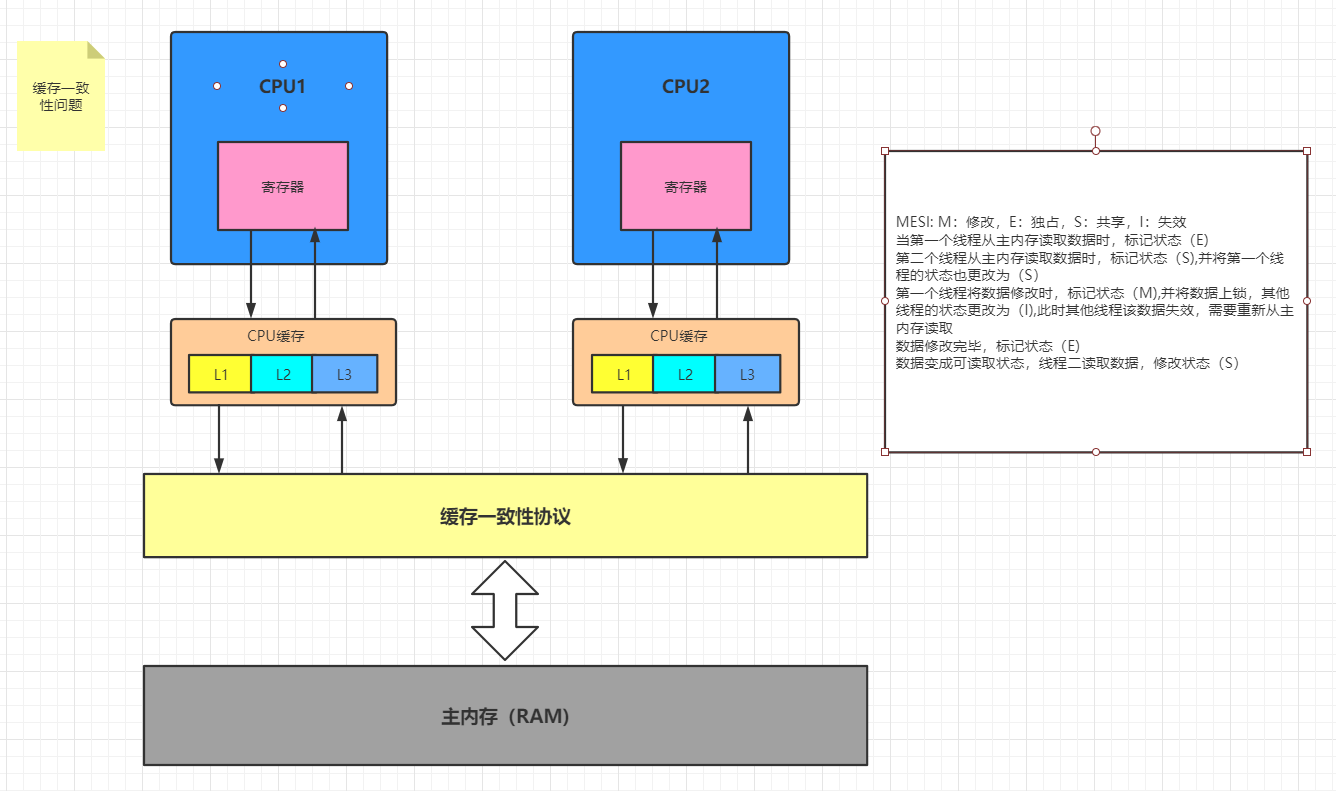 缓存一致
性问题
CPU1
CPU2
寄存器
寄存器
CPU缓存
L1 L2 L3
CPU缓存
L1 L2 L3
缓存一致性协议
主内存（RAM)
MESI: M：修改，E：独占，S：共享，I：失效
当第一个线程从主内存读取数据时，标记状态（E)
第二个线程从主内存读取数据时，标记状态（S),并将第一个线
程的状态也更改为（S）
第一个线程将数据修改时，标记状态（M),并将数据上锁，其他
线程的状态更改为（I),此时其他线程该数据失效，需要重新从主
内存读取
数据修改完毕，标记状态（E）
数据变成可读取状态，线程二读取数据，修改状态（S）